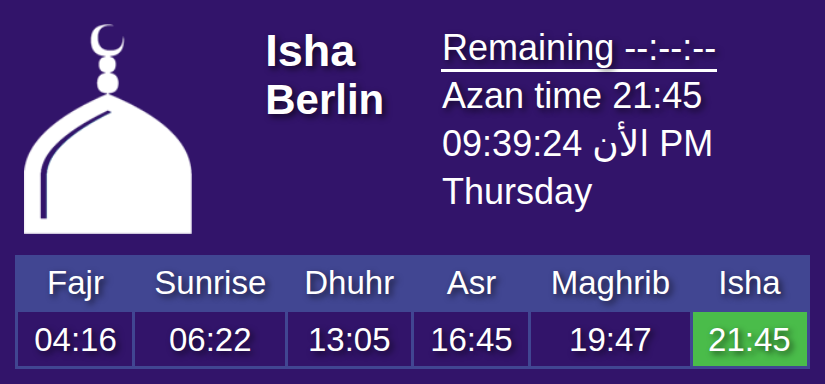 Isha
Berlin
Remaining --:--:--
Azan time 21:45
09:39:24 الأن PM
Thursday
Fajr Sunrise Dhuhr Asr Maghrib Isha
04:16 06:22 13:05 16:45 19:47 21:45